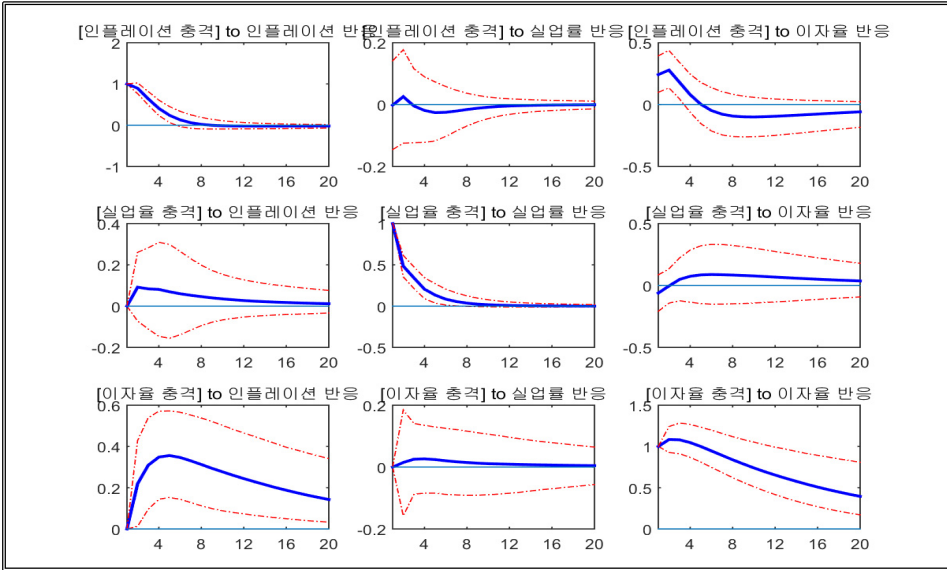 [인플레이션 충격] to 인플레이션 반응
[인플레이션 충격] to 실업률 반응
[인플레이션 충격] to 이자율 반응
2
1
0
-1
4 8 12 16 20
0.2
0
-0.2
4 8 12 16 20
0.5
0
-0.5
4 8 12 16 20
[실업율 충격] to 인플레이션 반응
[실업율 충격] to 실업률 반응
[실업율 충격] to 이자율 반응
0.4
0.2
0
-0.2
4 8 12 16 20
1
0.5
0
-0.5
4 8 12 16 20
0.5
0
-0.5
4 8 12 16 20
[이자율 충격] to 인플레이션 반응
[이자율 충격] to 실업률 반응
[이자율 충격] to 이자율 반응
0.6
0.4
0.2
0
4 8 12 16 20
0.2
0
-0.2
4 8 12 16 20
1.5
1
0.5
0
4 8 12 16 20